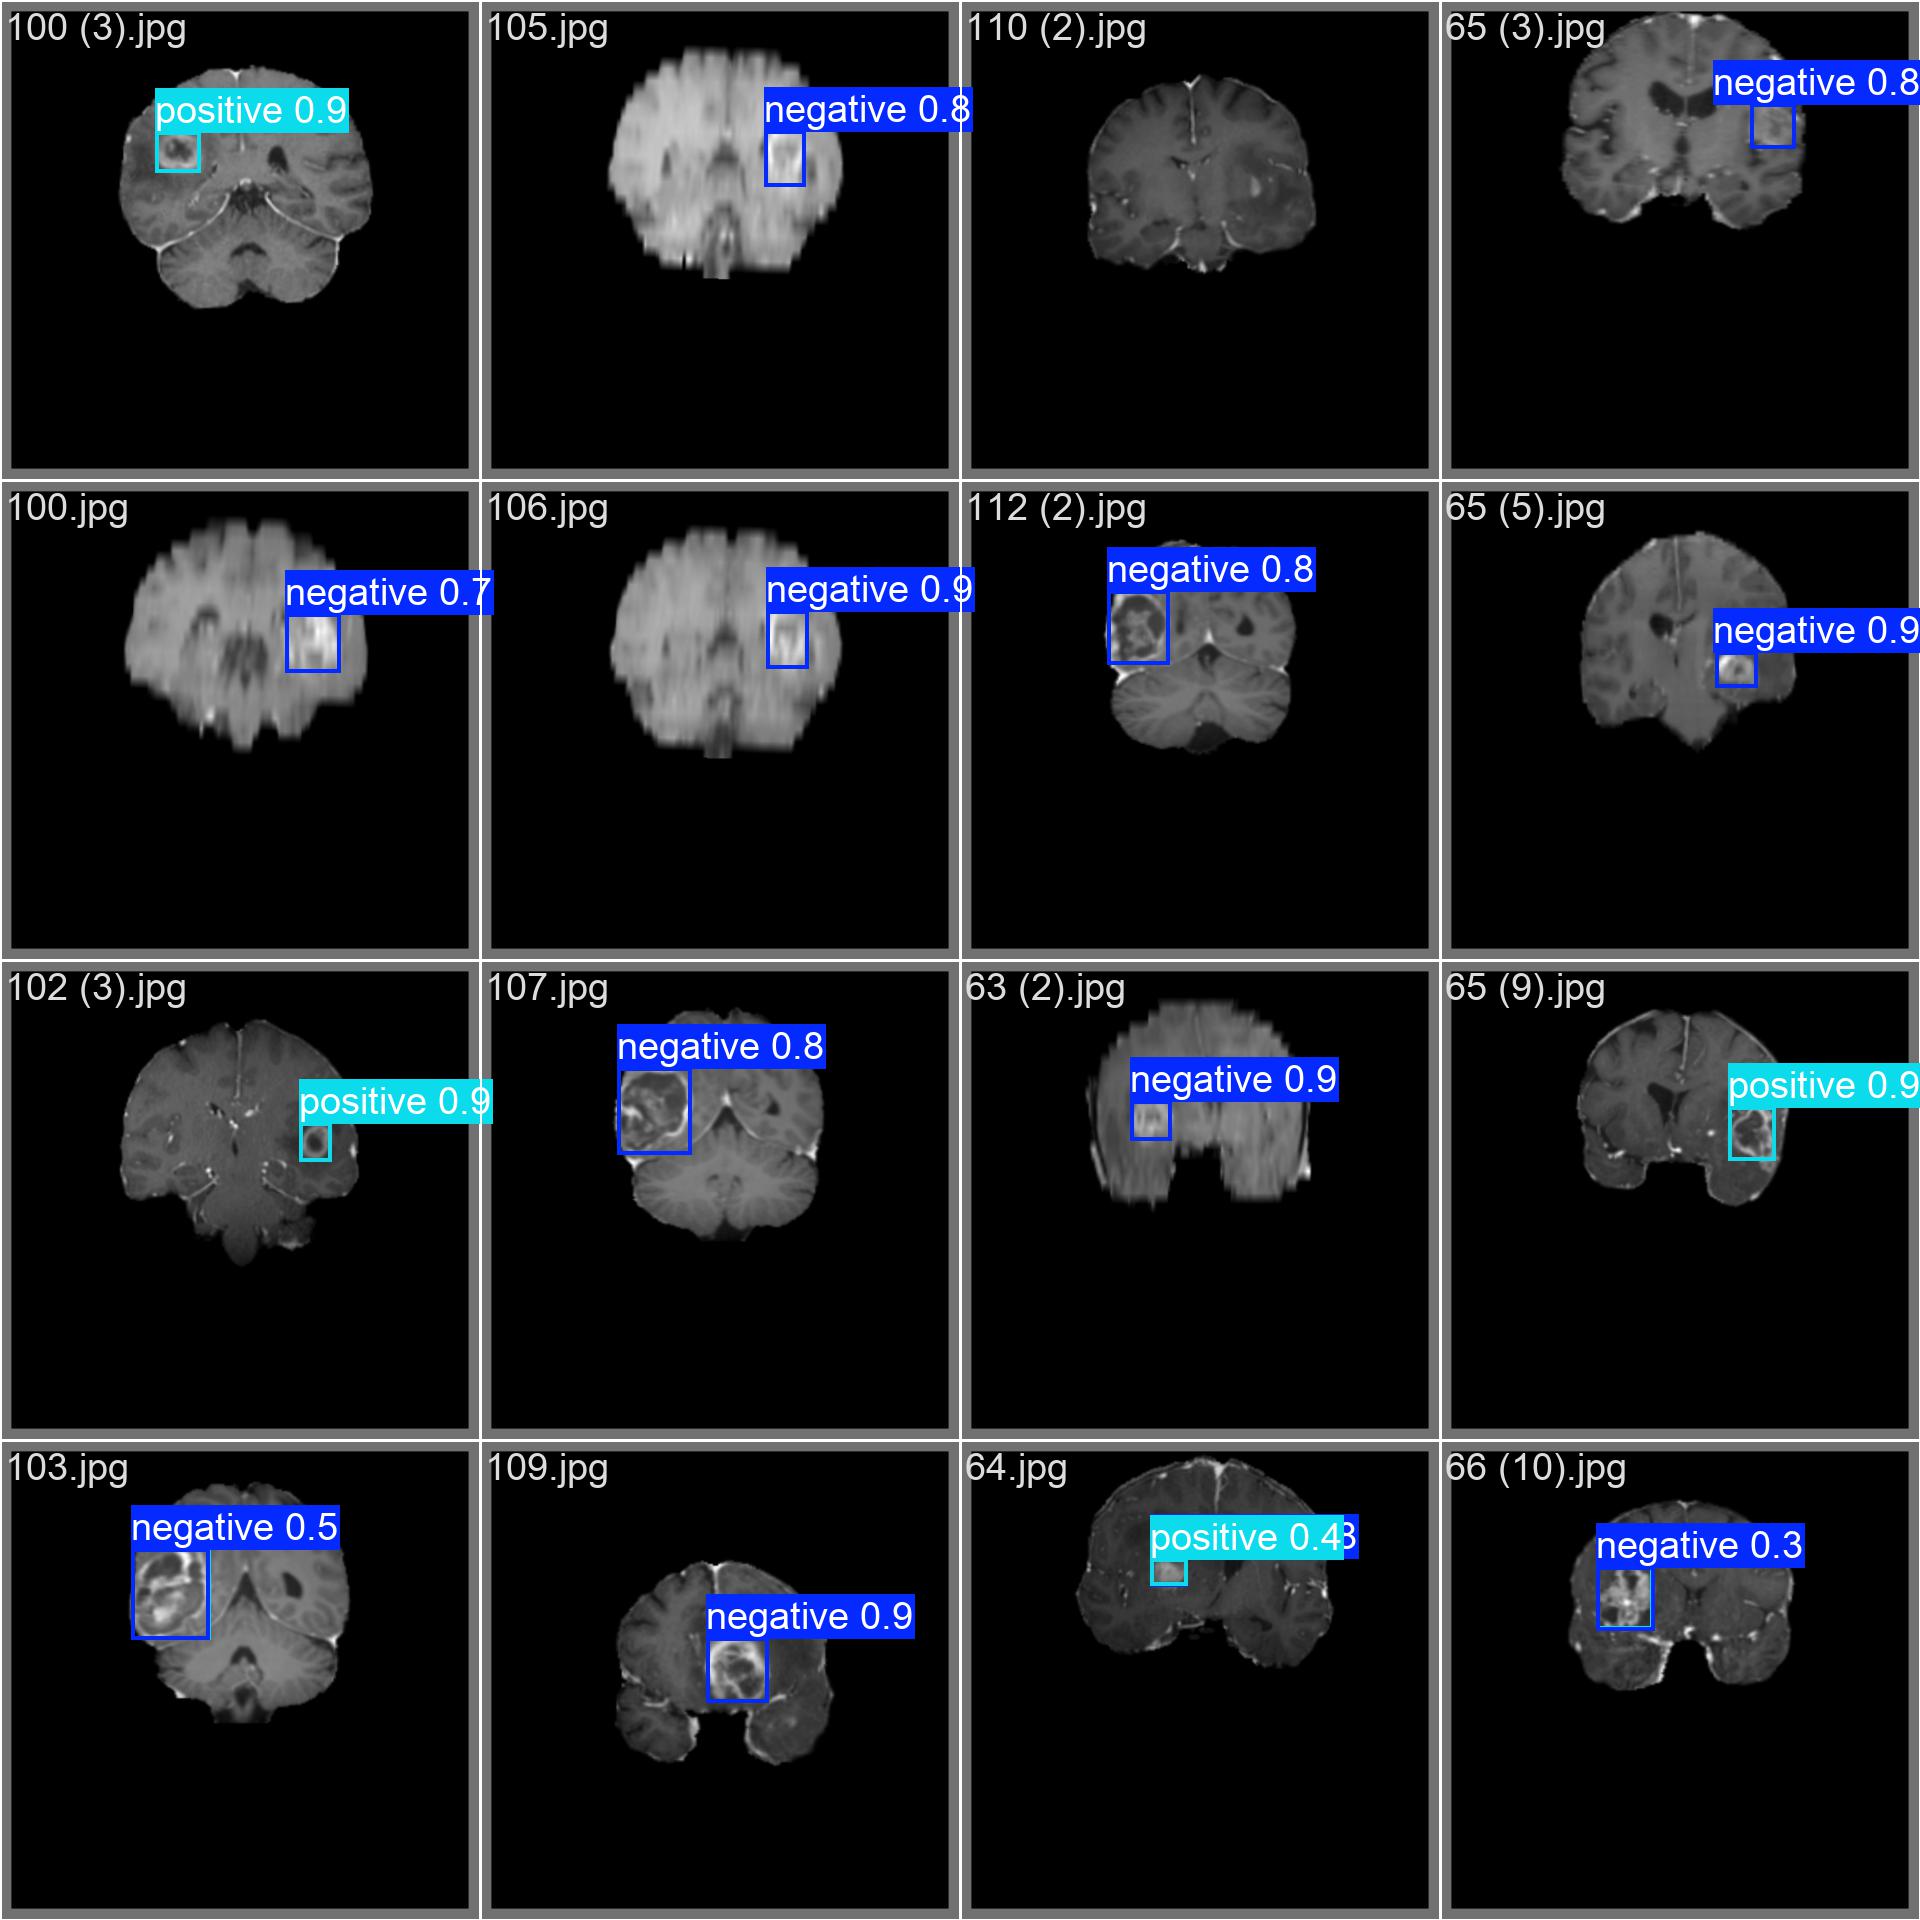 100 (3).jpg
positive 0.9
105.jpg
negative 0.8
110 (2).jpg
65 (3).jpg
negative 0.8
100.jpg
negative 0.7
106.jpg
negative 0.9
112 (2).jpg
negative 0.8
65 (5).jpg
negative 0.9
102 (3).jpg
positive 0.9
107.jpg
negative 0.8
63 (2).jpg
negative 0.9
65 (9).jpg
positive 0.9
103.jpg
negative 0.5
109.jpg
negative 0.9
64.jpg
positive 0.4
66 (10).jpg
negative 0.3